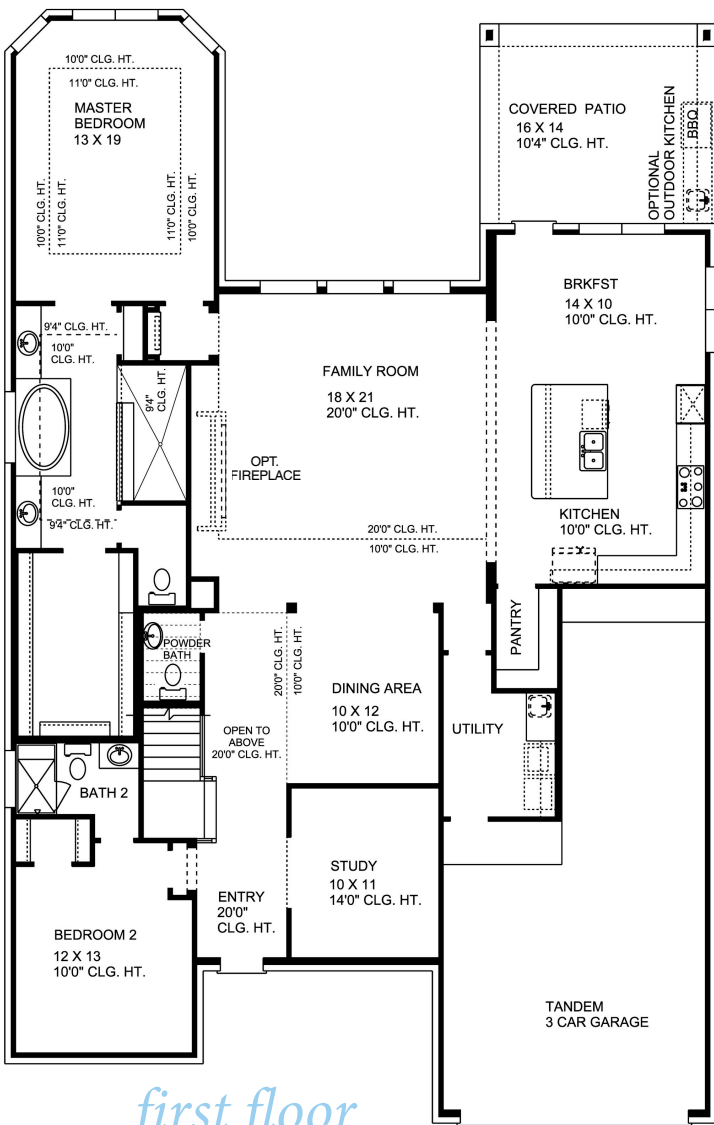 10'0" CLG. HT.
11'0" CLG. HT.
MASTER
BEDROOM
13 X 19
10'0" CLG. HT.
11'0" CLG. HT.
11'0" CLG. HT.
10'0" CLG. HT.
COVERED PATIO
16 X 14
10'4" CLG. HT.
OPTIONAL
OUTDOOR KITCHEN
BBQ
BRKFST
14 X 10
10'0" CLG. HT.
9'4" CLG. HT.
10'0"
CLG. HT.
9'4"
CLG. HT.
FAMILY ROOM
18 X 21
20'0" CLG. HT.
OPT.
FIREPLACE
10'0"
CLG. HT.
9'4" CLG. HT.
KITCHEN
10'0" CLG. HT.
20'0" CLG. HT.
10'0" CLG. HT.
POWDER
BATH
20'0" CLG. HT.
10'0" CLG. HT.
PANTRY
DINING AREA
10 X 12
10'0" CLG. HT.
UTILITY
OPEN TO
ABOVE
20'0" CLG. HT.
BATH 2
STUDY
10 X 11
14'0" CLG. HT.
ENTRY
20'0"
CLG. HT.
BEDROOM 2
12 X 13
10'0" CLG. HT.
TANDEM
3 CAR GARAGE
first floor